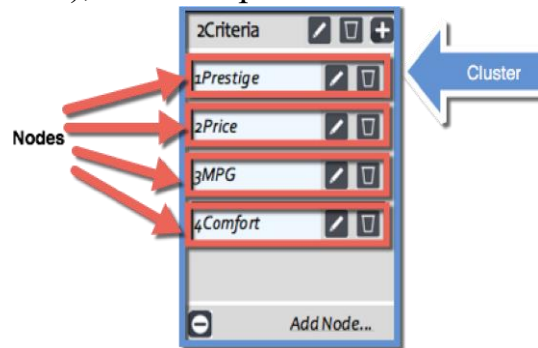 2Criteria
Cluster
1Prestige
2Price
Nodes
3MPG
4Comfort
Add Node...